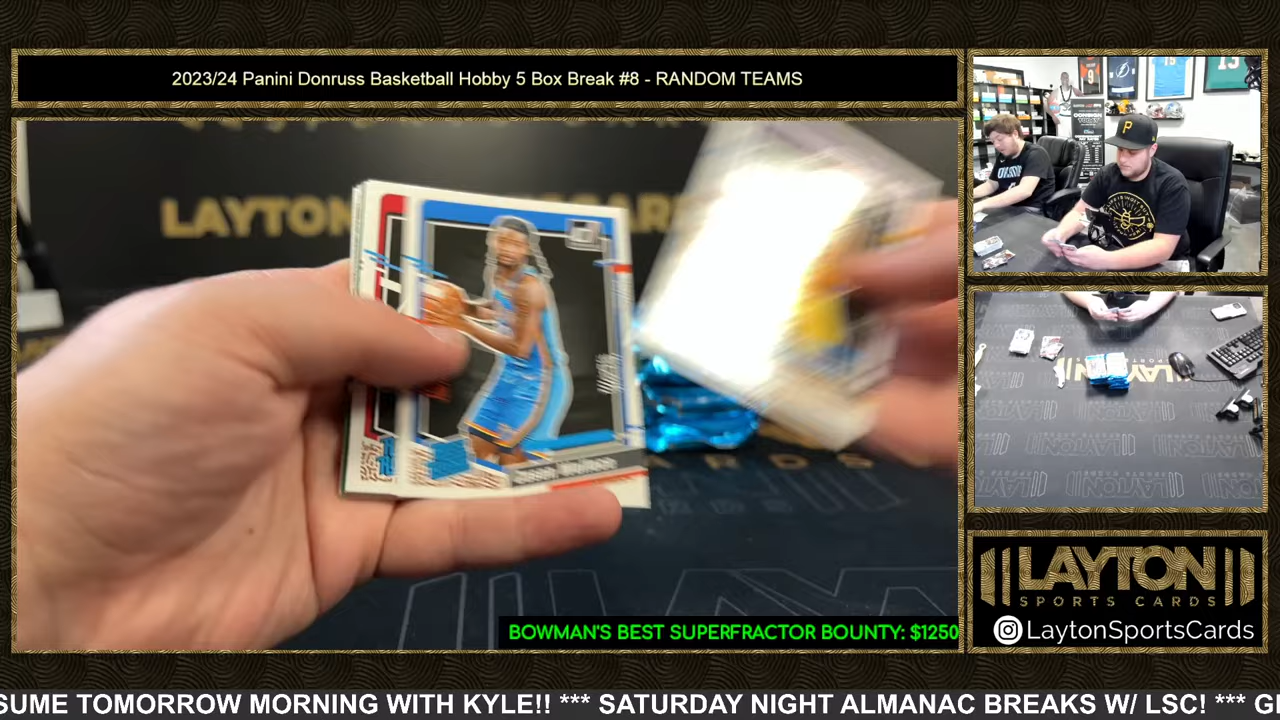 2023/24 Panini Donruss Basketball Hobby 5 Box Break #8 - RANDOM TEAMS
LAYTON
BOWMAN'S BEST SUPERFRACTOR BOUNTY: $1250
LAYTON
SPORTS CARDS
LaytonSportsCards
SUME TOMORROW MORNING WITH KYLE!! *** SATURDAY NIGHT ALMANAC BREAKS W/ LSC! *** GI